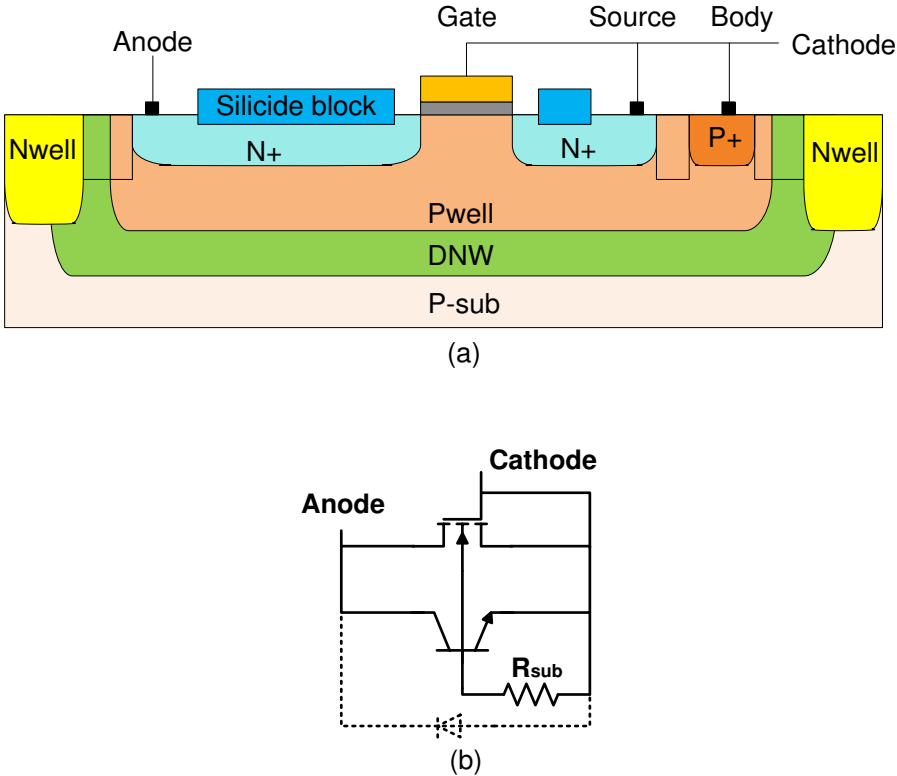 Gate
Source
Body
Anode
Cathode
Silicide block
Nwell
N+
N+
P+
Nwell
Pwell
DNW
P-sub
(a)
Cathode
Anode
Rsub
(b)